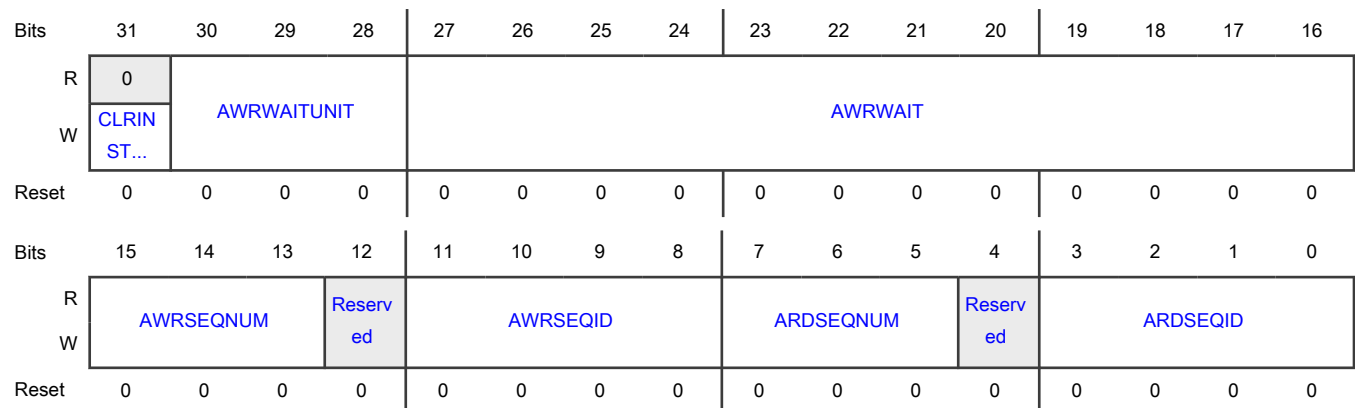 Bits 31 30 29 28 27 26 25 24 23 22 21 20 19 18 17 16
R 0 AWRWAITUNIT AWRWAIT
W CLRIN
ST...
Reset 0 0 0 0 0 0 0 0 0 0 0 0 0 0 0 0
Bits 15 14 13 12 11 10 9 8 7 6 5 4 3 2 1 0
R AWRSEQNUM Reserv AWRSEQID ARDSEQNUM Reserv ARDSEQID
W ed ed
Reset 0 0 0 0 0 0 0 0 0 0 0 0 0 0 0 0